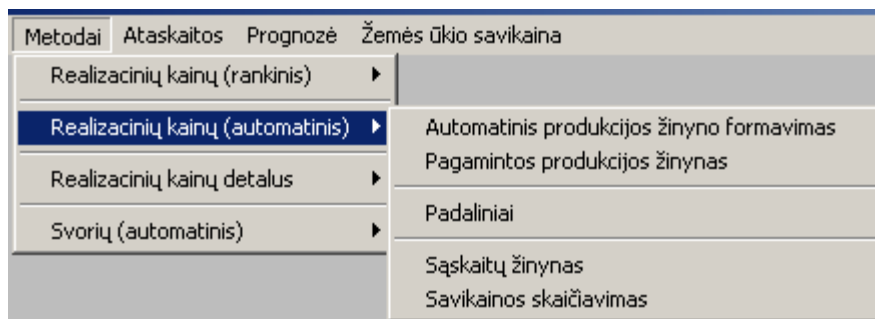 Metodai Ataskaitos Prognozė Žemės ūkio savikaina
Realizacinių kainų (rankinis)
Realizacinių kainų (automatinis)
Realizacinių kainų detalus
Svorių (automatinis)
Automatinis produkcijos žinyno formavimas
Pagamintos produkcijos žinynas
Padaliniai
Sąskaitų žinynas
Savikainos skaičiavimas